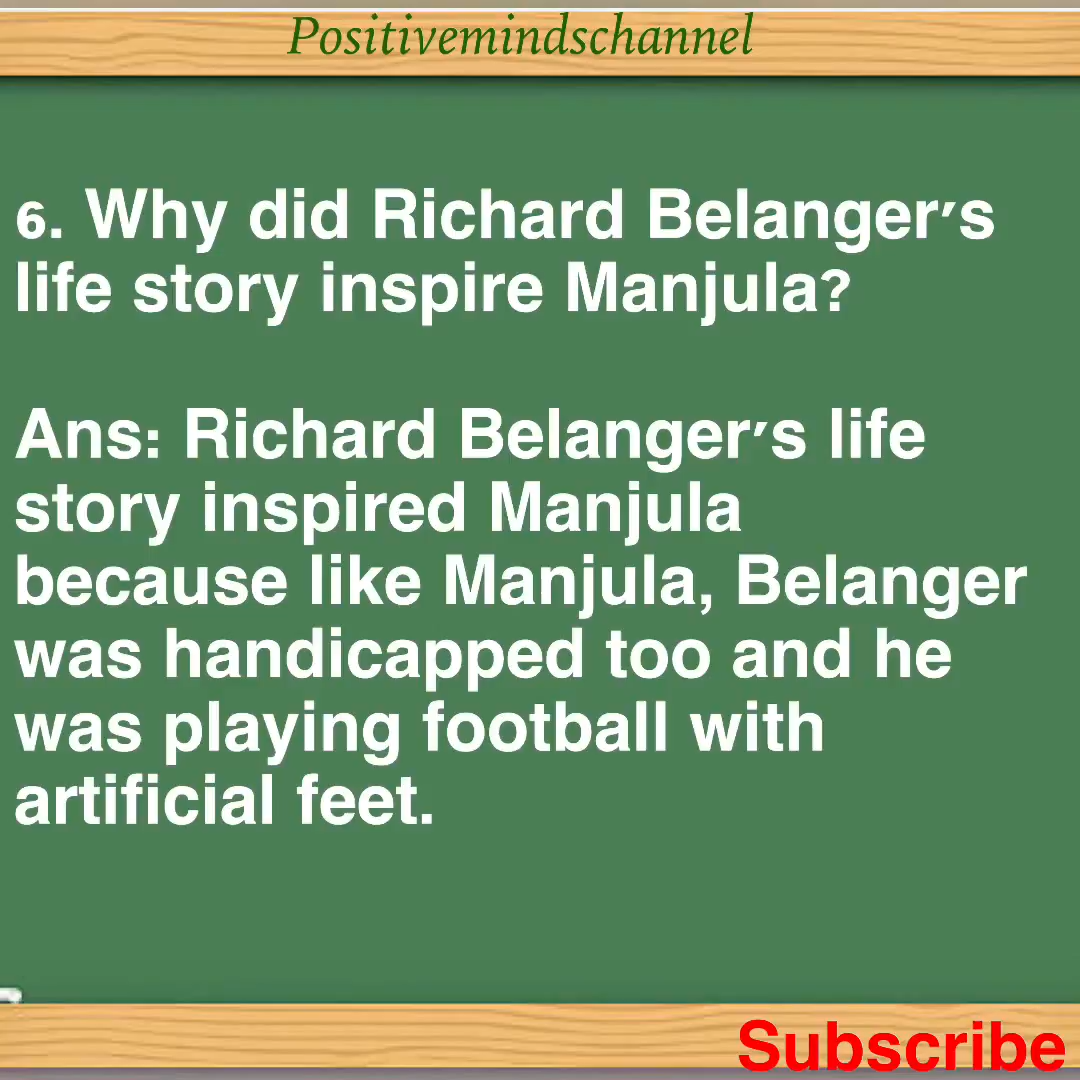 Positivemindschannel
6. Why did Richard Belanger's
life story inspire Manjula?
Ans: Richard Belanger's life
story inspired Manjula
because like Manjula, Belanger
was handicapped too and he
was playing football with
artificial feet.
Subscribe